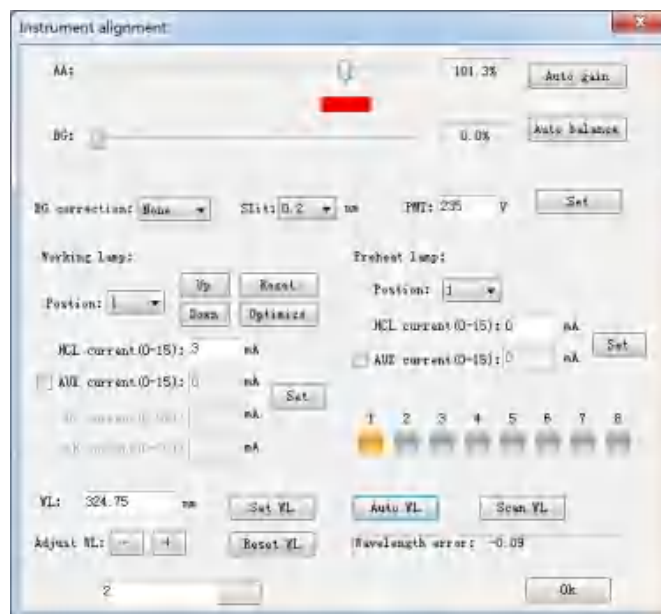 Instrument alignment
AA: 101.3% Auto gain
BG: 0.0% Auto balance
BG correction: None Slit: 0.2 nm PMT: 235 V Set
Working lamp: Preheat lamp:
Up Reset
Postion: 1 Postion: 1
Down Optimize
HCL current(0-15): 3 mA HCL current(0-15): 0 mA
Set
AUX current(0-15): 0 mA AUX current(0-15): 0 mA
Set
mA
mA
1 2 3 4 5 6 7 8
WL: 324.75 nm Set WL Auto WL Scan WL
Adjust WL: - + Reset WL Wavelength error: -0.09
2 Ok